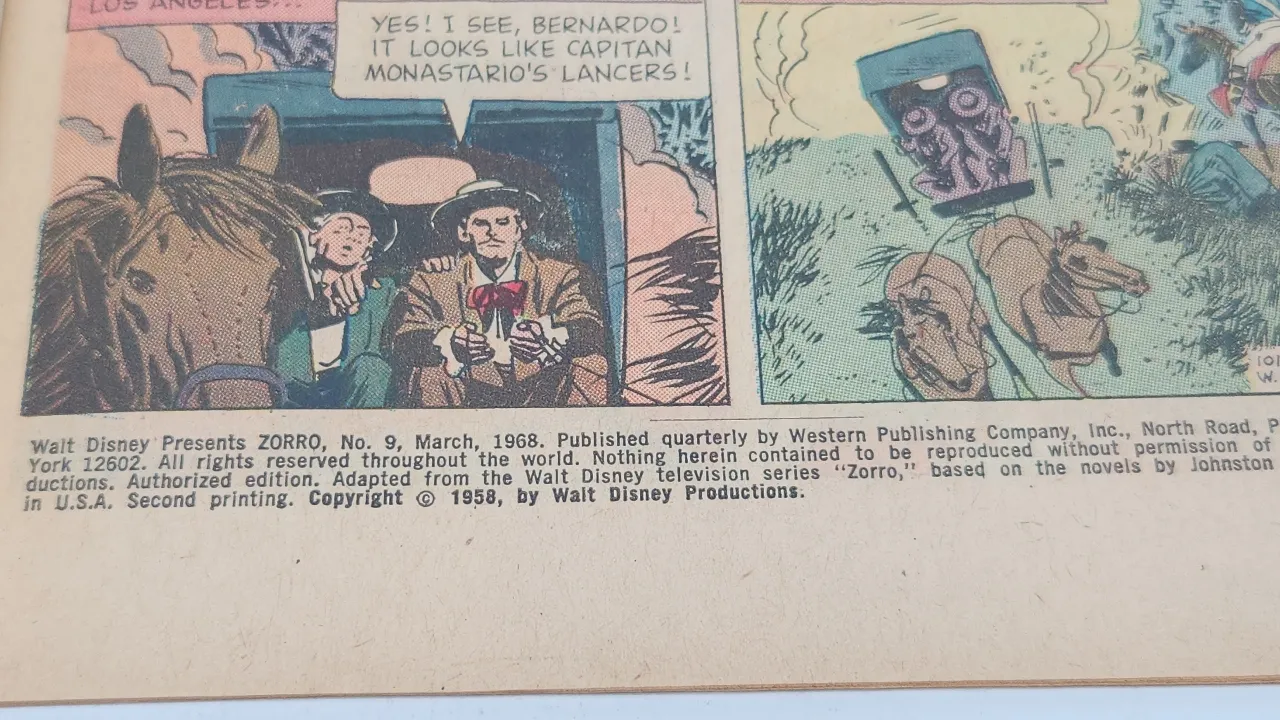 LOS ANGELES...
YES! I SEE, BERNARDO!
IT LOOKS LIKE CAPITAN
MONASTARIO'S LANCERS!
101
W.
Walt Disney Presents ZORRO, No. 9, March, 1968. Published quarterly by Western Publishing Company, Inc., North Road, P
York 12602. All rights reserved throughout the world. Nothing herein contained to be reproduced without permission of
ductions. Authorized edition. Adapted from the Walt Disney television series "Zorro," based on the novels by Johnston
in U.S.A. Second printing. Copyright © 1958, by Walt Disney Productions.